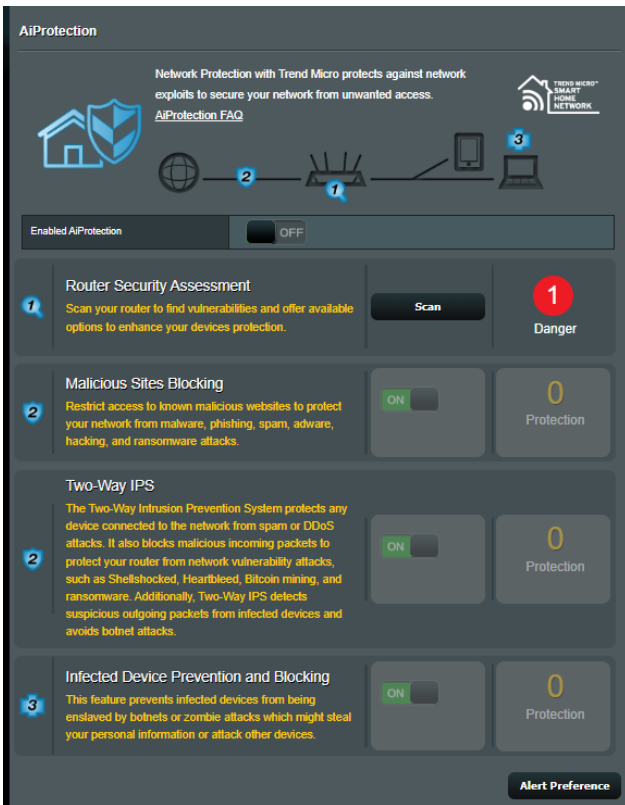 AiProtection
Network Protection with Trend Micro protects against network
exploits to secure your network from unwanted access.
AiProtection FAQ
TREND MICRO™
SMART
HOME
NETWORK
3
2
1
Enabled AiProtection
OFF
1
Router Security Assessment
Scan your router to find vulnerabilities and offer available
options to enhance your devices protection.
Scan
1
Danger
2
Malicious Sites Blocking
Restrict access to known malicious websites to protect
your network from malware, phishing, spam, adware,
hacking, and ransomware attacks.
ON
0
Protection
2
Two-Way IPS
The Two-Way Intrusion Prevention System protects any
device connected to the network from spam or DDoS
attacks. It also blocks malicious incoming packets to
protect your router from network vulnerability attacks,
such as Shellshocked, Heartbleed, Bitcoin mining, and
ransomware. Additionally, Two-Way IPS detects
suspicious outgoing packets from infected devices and
avoids botnet attacks.
ON
0
Protection
3
Infected Device Prevention and Blocking
This feature prevents infected devices from being
enslaved by botnets or zombie attacks which might steal
your personal information or attack other devices.
ON
0
Protection
Alert Preference